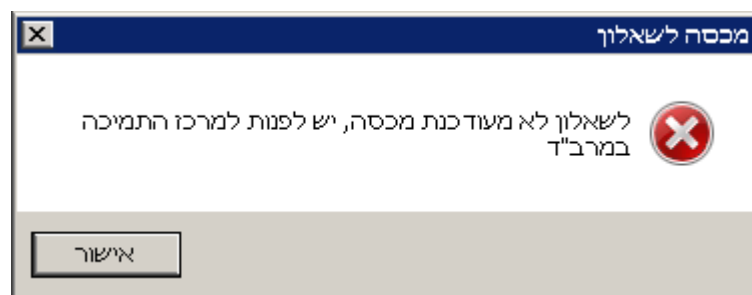 מכסה לשאלון
לשאלון לא מעודכנת מכסה, יש לפנות למרכז התמיכה
במרב"ד
אישור